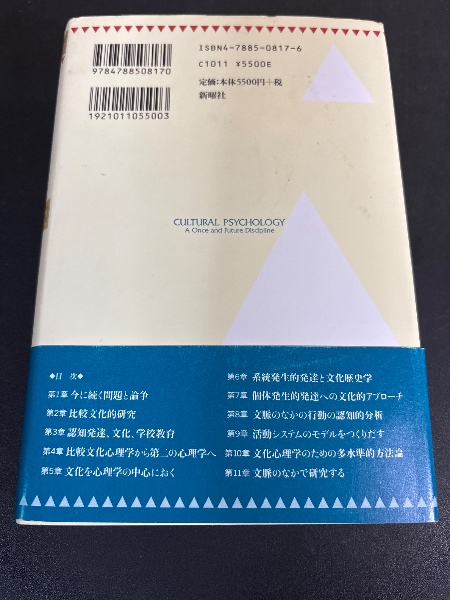 ISBN4-7885-0817-6
C1011 ¥5500E
定価:本体5500円+税
新曜社
9784788508170
1921011055003
CULTURAL PSYCHOLOGY
A Once and Future Discipline
◆目 次◆
第1章 今に続く問題と論争
第2章 比較文化的研究
第3章 認知発達、文化、学校教育
第4章 比較文化心理学から第二の心理学へ
第5章 文化を心理学の中心におく
第6章 系統発生的発達と文化歴史学
第7章 個体発生的発達への文化的アプローチ
第8章 文脈のなかの行動の認知的分析
第9章 活動システムのモデルをつくりだす
第10章 文化心理学のための多水準的方法論
第11章 文脈のなかで研究する